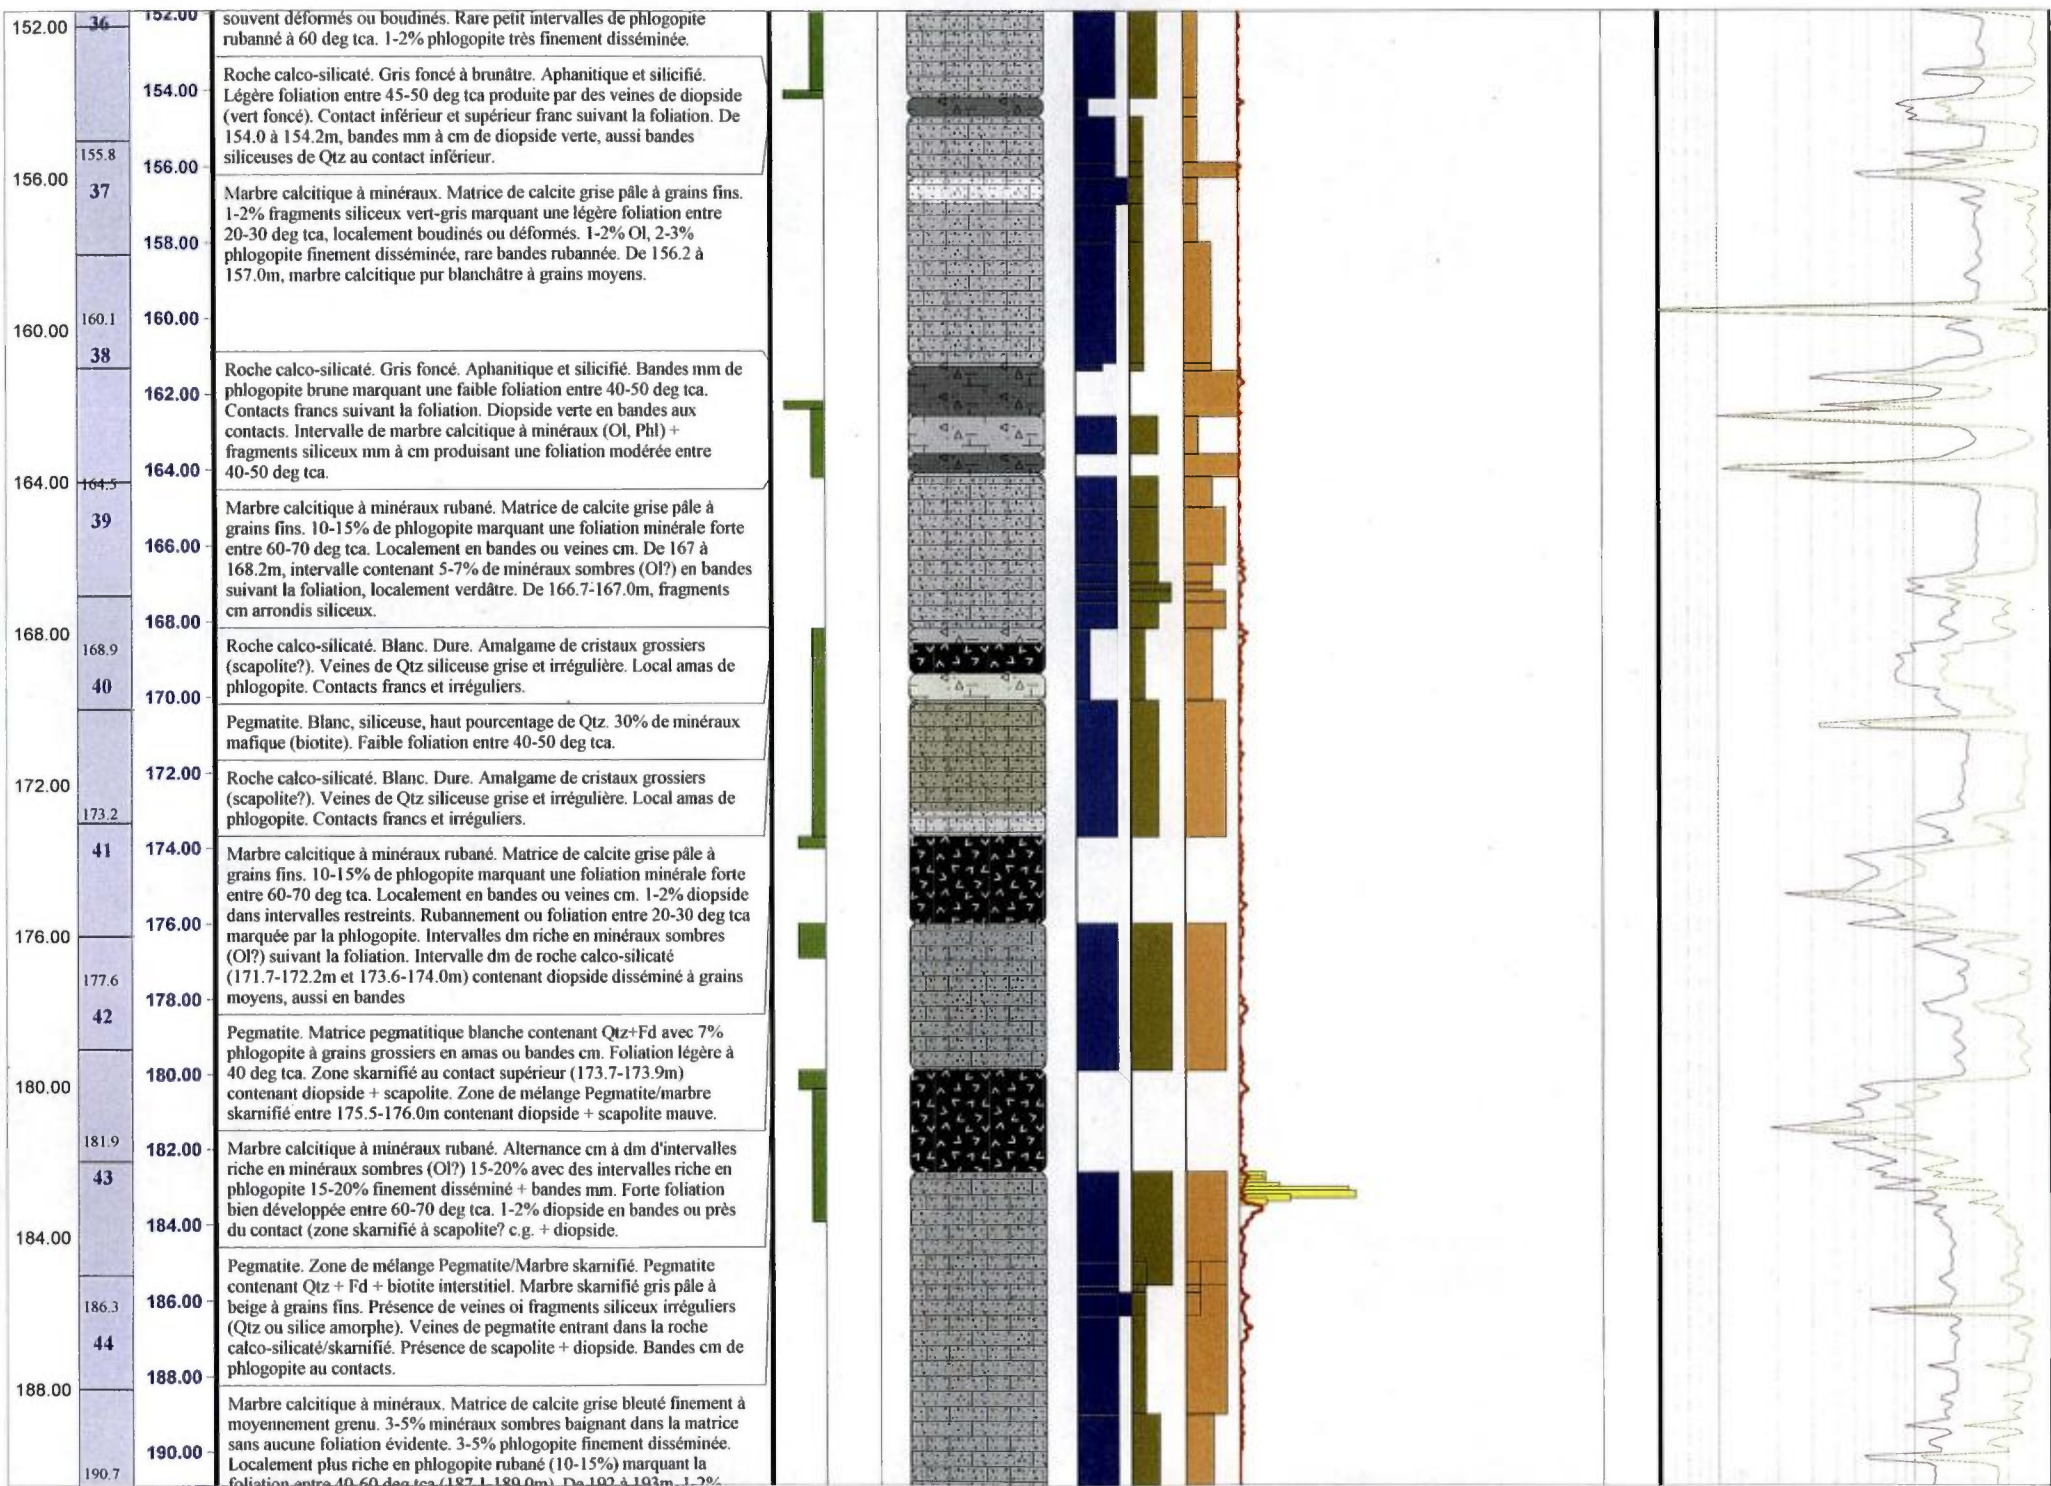 152.00
154.00
156.00
160.00
164.00
168.00
172.00
176.00
180.00
184.00
188.00
36
155.8
37
160.1
38
164.5
39
168.9
40
173.2
41
177.6
42
181.9
43
186.3
44
190.7
152.00
154.00
156.00
158.00
160.00
162.00
164.00
166.00
168.00
170.00
172.00
174.00
176.00
178.00
180.00
182.00
184.00
186.00
188.00
190.00
souvent déformés ou boudinés. Rare petit intervalles de phlogopite
rubanné à 60 deg tca. 1-2% phlogopite très finement disséminée.
Roche calco-silicaté. Gris foncé à brunâtre. Aphanitique et silicifié.
Légère foliation entre 45-50 deg tca produite par des veines de diopside
(vert foncé). Contact inférieur et supérieur franc suivant la foliation. De
154.0 à 154.2m, bandes mm à cm de diopside verte, aussi bandes
siliceuses de Qtz au contact inférieur.
Marbre calcitique à minéraux. Matrice de calcite grise pâle à grains fins.
1-2% fragments siliceux vert-gris marquant une légère foliation entre
20-30 deg tca, localement boudinés ou déformés. 1-2% Ol, 2-3%
phlogopite finement disséminée, rare bandes rubannée. De 156.2 à
157.0m, marbre calcitique pur blanchâtre à grains moyens.
Roche calco-silicaté. Gris foncé. Aphanitique et silicifié. Bandes mm de
phlogopite brune marquant une faible foliation entre 40-50 deg tca.
Contacts francs suivant la foliation. Diopside verte en bandes aux
contacts. Intervalle de marbre calcitique à minéraux (Ol, Phl) +
fragments siliceux mm à cm produisant une foliation modérée entre
40-50 deg tca.
Marbre calcitique à minéraux rubané. Matrice de calcite grise pâle à
grains fins. 10-15% de phlogopite marquant une foliation minérale forte
entre 60-70 deg tca. Localement en bandes ou veines cm. De 167 à
168.2m, intervalle contenant 5-7% de minéraux sombres (Ol?) en bandes
suivant la foliation, localement verdâtre. De 166.7-167.0m, fragments
cm arrondis siliceux.
Roche calco-silicaté. Blanc. Dure. Amalgame de cristaux grossiers
(scapolite?). Veines de Qtz siliceuse grise et irrégulière. Local amas de
phlogopite. Contacts francs et irréguliers.
Pegmatite. Blanc, siliceuse, haut pourcentage de Qtz. 30% de minéraux
mafique (biotite). Faible foliation entre 40-50 deg tca.
Roche calco-silicaté. Blanc. Dure. Amalgame de cristaux grossiers
(scapolite?). Veines de Qtz siliceuse grise et irrégulière. Local amas de
phlogopite. Contacts francs et irréguliers.
Marbre calcitique à minéraux rubané. Matrice de calcite grise pâle à
grains fins. 10-15% de phlogopite marquant une foliation minérale forte
entre 60-70 deg tca. Localement en bandes ou veines cm. 1-2% diopside
dans intervalles restreints. Rubannement ou foliation entre 20-30 deg tca
marquée par la phlogopite. Intervalles dm riche en minéraux sombres
(Ol?) suivant la foliation. Intervalle dm de roche calco-silicaté
(171.7-172.2m et 173.6-174.0m) contenant diopside disséminé à grains
moyens, aussi en bandes
Pegmatite. Matrice pegmatitique blanche contenant Qtz+Fd avec 7%
phlogopite à grains grossiers en amas ou bandes cm. Foliation légère à
40 deg tca. Zone skarnifié au contact supérieur (173.7-173.9m)
contenant diopside + scapolite. Zone de mélange Pegmatite/marbre
skarnifié entre 175.5-176.0m contenant diopside + scapolite mauve.
Marbre calcitique à minéraux rubané. Alternance cm à dm d'intervalles
riche en minéraux sombres (Ol?) 15-20% avec des intervalles riche en
phlogopite 15-20% finement disséminé + bandes mm. Forte foliation
bien développée entre 60-70 deg tca. 1-2% diopside en bandes ou près
du contact (zone skarnifié à scapolite? c.g. + diopside.
Pegmatite. Zone de mélange Pegmatite/Marbre skarnifié. Pegmatite
contenant Qtz + Fd + biotite interstitiel. Marbre skarnifié gris pâle à
beige à grains fins. Présence de veines oi fragments siliceux irréguliers
(Qtz ou silice amorphe). Veines de pegmatite entrant dans la roche
calco-silicaté/skarnifié. Présence de scapolite + diopside. Bandes cm de
phlogopite au contacts.
Marbre calcitique à minéraux. Matrice de calcite grise bleuté finement à
moyennement grenu. 3-5% minéraux sombres baignant dans la matrice
sans aucune foliation évidente. 3-5% phlogopite finement disséminée.
Localement plus riche en phlogopite rubané (10-15%) marquant la
foliation entre 40-60 deg tca (187.1-189.0m). De 192 à 193m, 1-2%